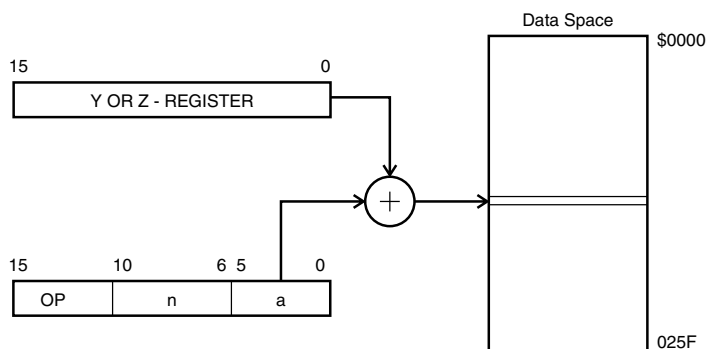 Data Space
$0000
15 0
Y OR Z - REGISTER
+
15 10 6 5 0
OP n a
025F